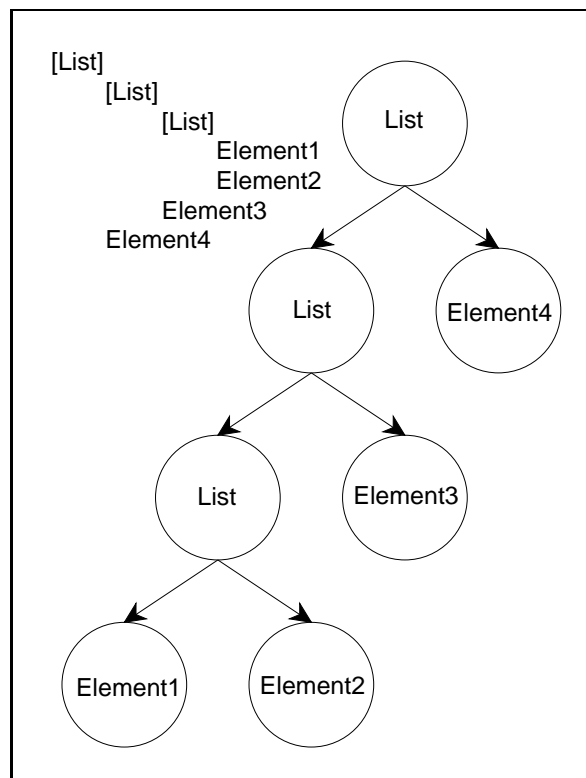 [List]
[List]
[List]
Element1
Element2
Element3
Element4
List
List
Element4
List
Element3
Element1
Element2